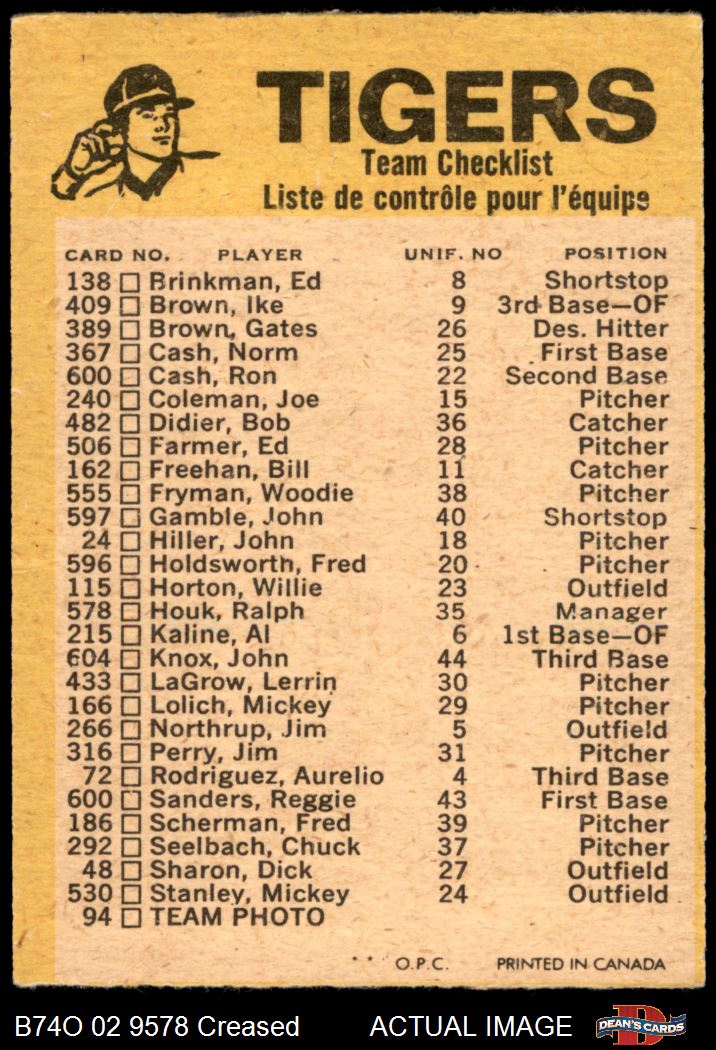 TIGERS
Team Checklist
Liste de contrôle pour l'équipe
CARD NO. PLAYER UNIF. NO POSITION
138 Brinkman, Ed 8 Shortstop
409 Brown, Ike 9 3rd Base—OF
389 Brown, Gates 26 Des. Hitter
367 Cash, Norm 25 First Base
600 Cash, Ron 22 Second Base
240 Coleman, Joe 15 Pitcher
482 Didier, Bob 36 Catcher
506 Farmer, Ed 28 Pitcher
162 Freehan, Bill 11 Catcher
555 Fryman, Woodie 38 Pitcher
597 Gamble, John 40 Shortstop
24 Hiller, John 18 Pitcher
596 Holdsworth, Fred 20 Pitcher
115 Horton, Willie 23 Outfield
578 Houk, Ralph 35 Manager
215 Kaline, Al 6 1st Base—OF
604 Knox, John 44 Third Base
433 LaGrow, Lerrin 30 Pitcher
166 Lolich, Mickey 29 Pitcher
266 Northrup, Jim 5 Outfield
316 Perry, Jim 31 Pitcher
72 Rodriguez, Aurelio 4 Third Base
600 Sanders, Reggie 43 First Base
186 Scherman, Fred 39 Pitcher
292 Seelbach, Chuck 37 Pitcher
48 Sharon, Dick 27 Outfield
530 Stanley, Mickey 24 Outfield
94 TEAM PHOTO
* * O.P.C. PRINTED IN CANADA
B74O 02 9578 Creased ACTUAL IMAGE DEAN'S CARDS